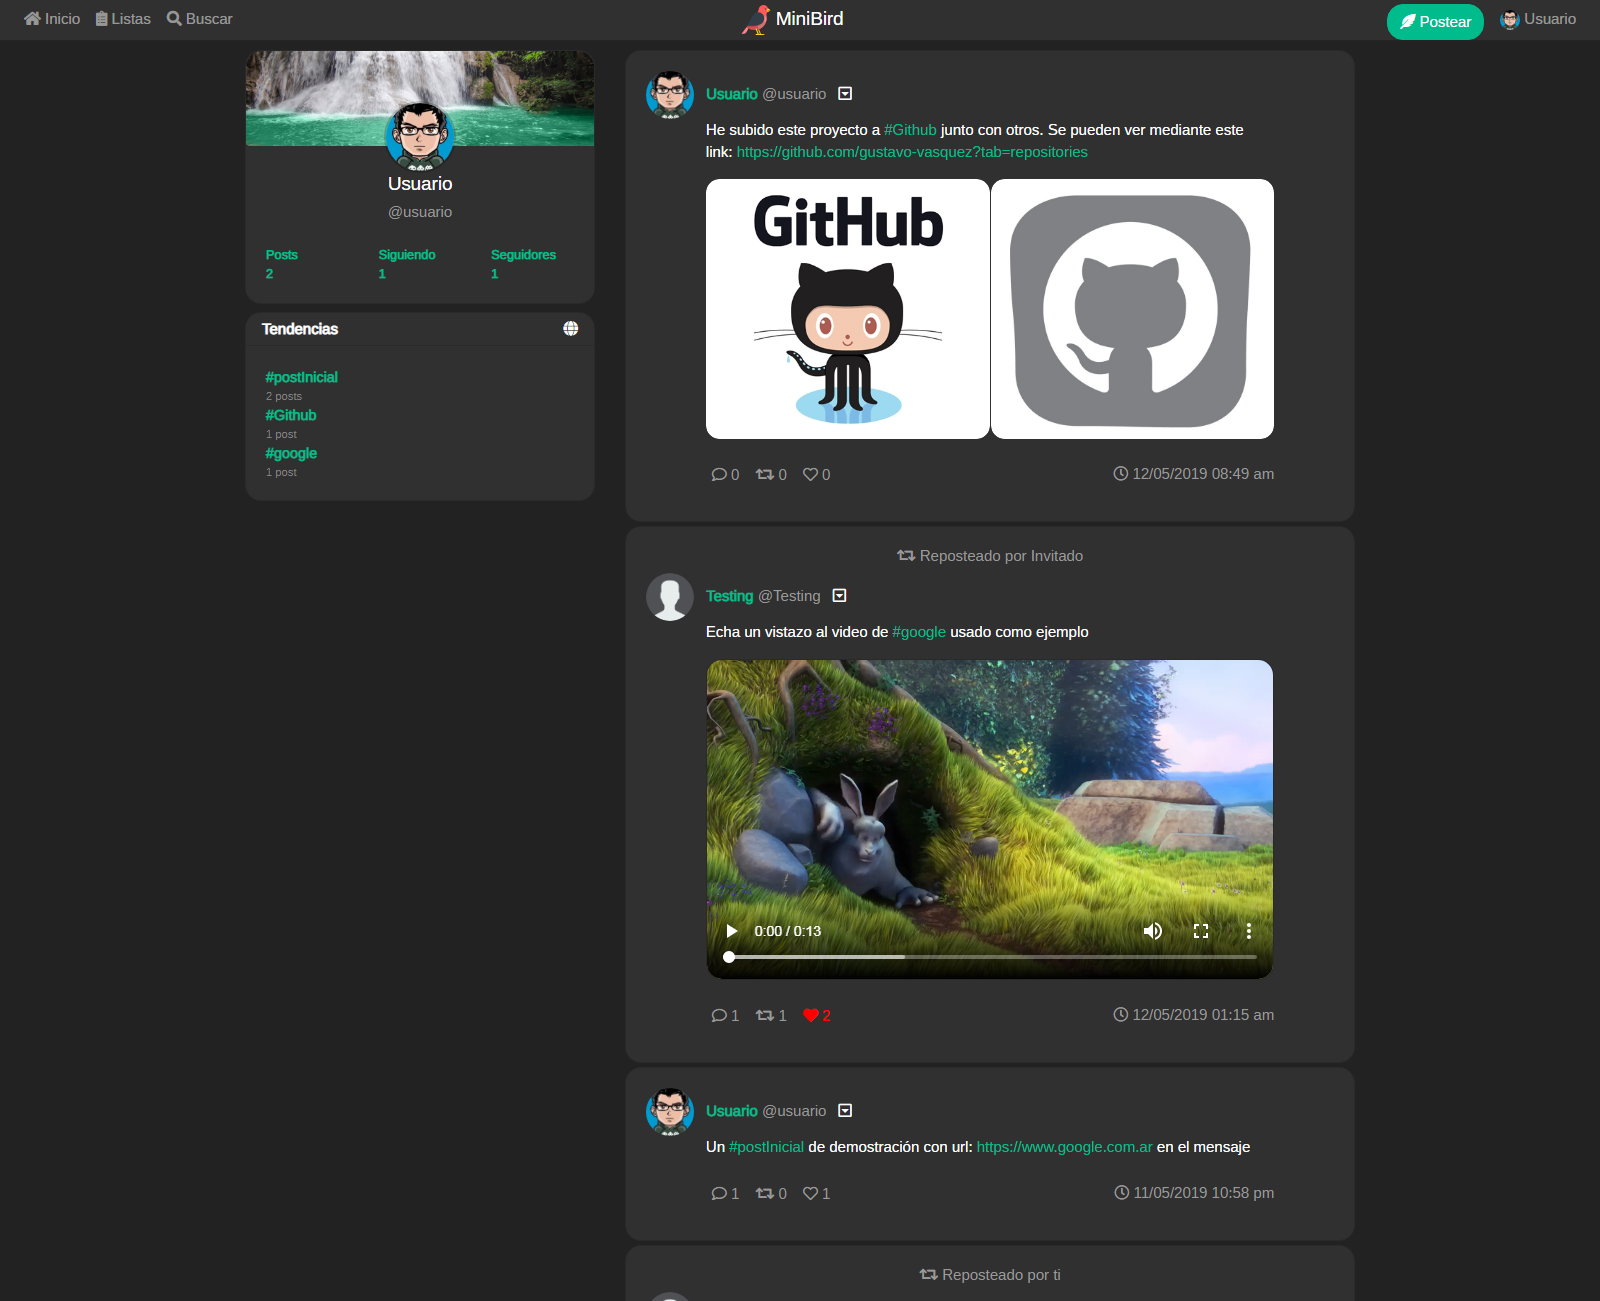 Inicio Listas Buscar
MiniBird
Postear Usuario
Usuario
@usuario
Posts Siguiendo Seguidores
2 1 1
Tendencias
#postInicial
2 posts
#Github
1 post
#google
1 post
Usuario @usuario
He subido este proyecto a #Github junto con otros. Se pueden ver mediante este
link: https://github.com/gustavo-vasquez?tab=repositories
GitHub
0 0 0 12/05/2019 08:49 am
Reposteado por Invitado
Testing @Testing
Echa un vistazo al video de #google usado como ejemplo
0:00 / 0:13
1 1 2 12/05/2019 01:15 am
Usuario @usuario
Un #postInicial de demostración con url: https://www.google.com.ar en el mensaje
1 0 1 11/05/2019 10:58 pm
Reposteado por ti